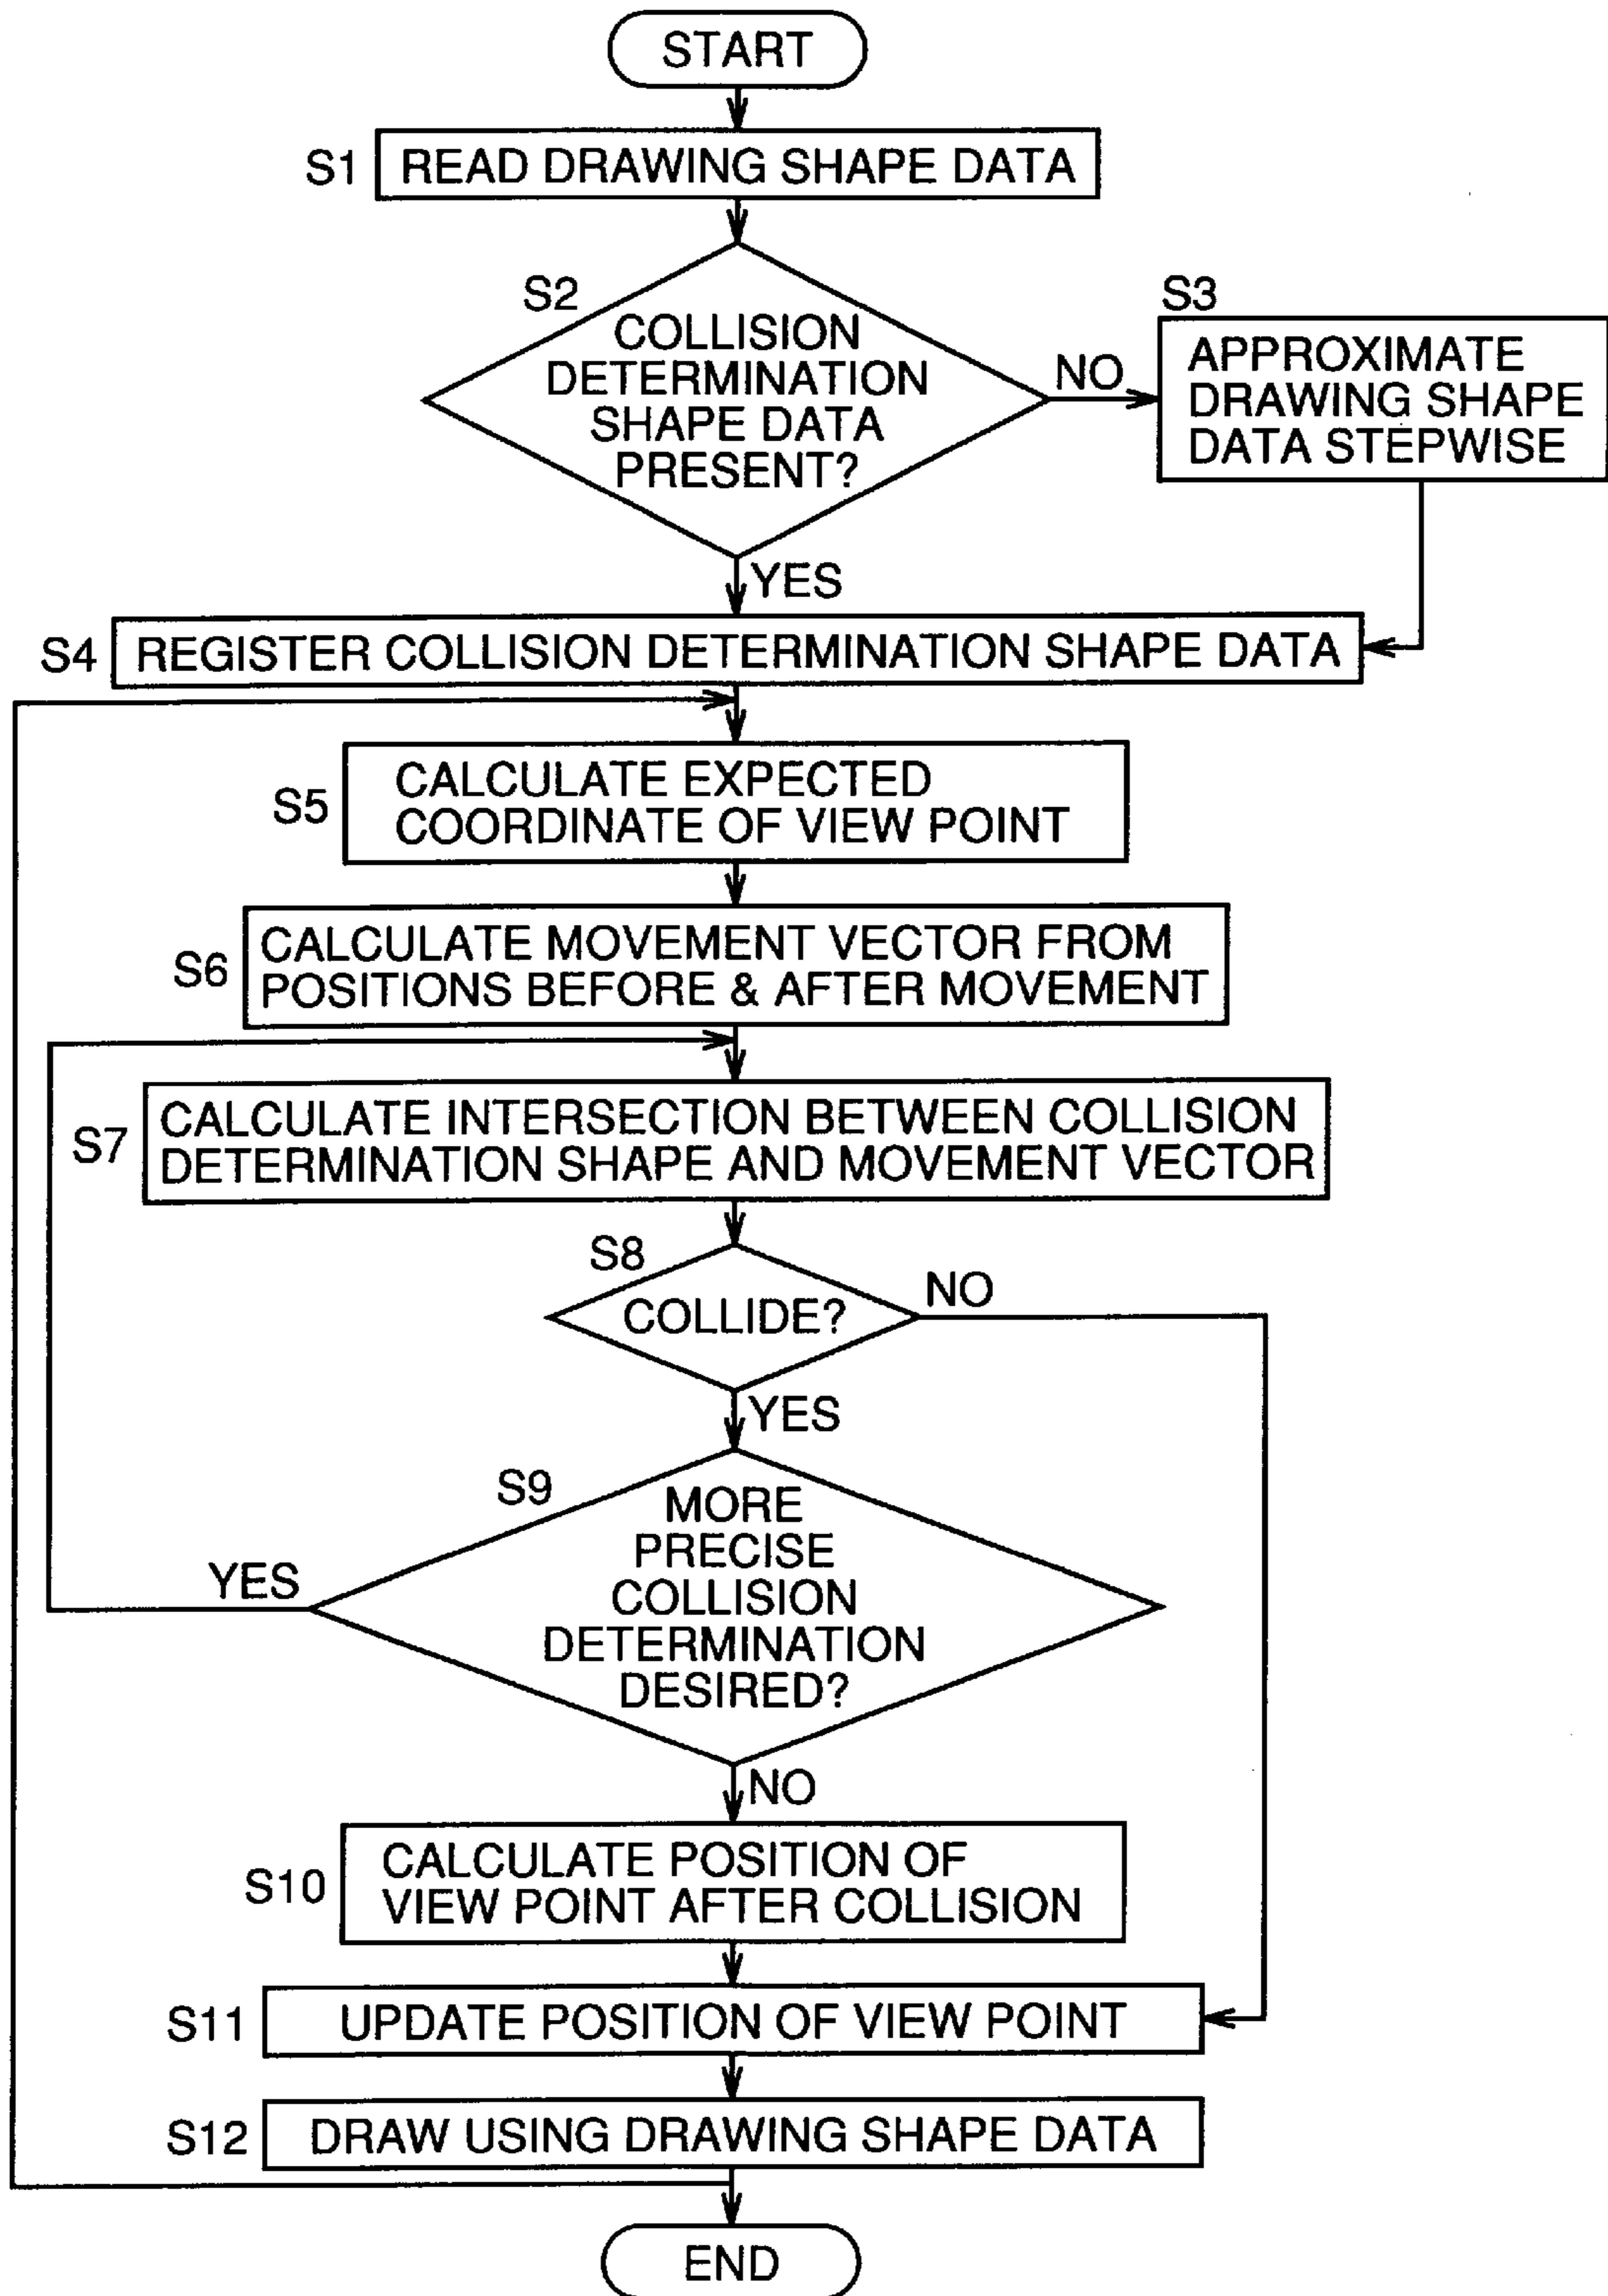 START
S1
READ DRAWING SHAPE DATA
S2
COLLISION
DETERMINATION
SHAPE DATA
PRESENT?
NO
S3
APPROXIMATE
DRAWING SHAPE
DATA STEPWISE
YES
S4
REGISTER COLLISION DETERMINATION SHAPE DATA
S5
CALCULATE EXPECTED
COORDINATE OF VIEW POINT
S6
CALCULATE MOVEMENT VECTOR FROM
POSITIONS BEFORE & AFTER MOVEMENT
S7
CALCULATE INTERSECTION BETWEEN COLLISION
DETERMINATION SHAPE AND MOVEMENT VECTOR
S8
COLLIDE?
NO
YES
S9
MORE
PRECISE
COLLISION
DETERMINATION
DESIRED?
YES
NO
S10
CALCULATE POSITION OF
VIEW POINT AFTER COLLISION
S11
UPDATE POSITION OF VIEW POINT
S12
DRAW USING DRAWING SHAPE DATA
END